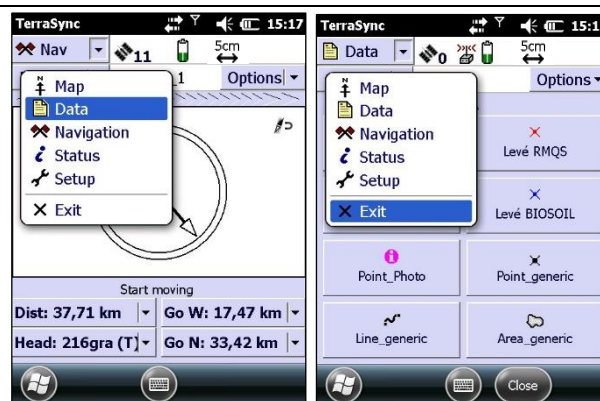 TerraSync 15:17
Nav 11 5cm
_1 Options
Map
Data
Navigation
Status
Setup
Exit
Start moving
Dist: 37,71 km Go W: 17,47 km
Head: 216gra (T) Go N: 33,42 km
TerraSync
Data 0 5cm
Options
Map
Data
Navigation
Status
Setup
Exit
Levé RMQS
Levé BIOSOIL
Point_Photo Point_generic
Line_generic Area_generic
Close